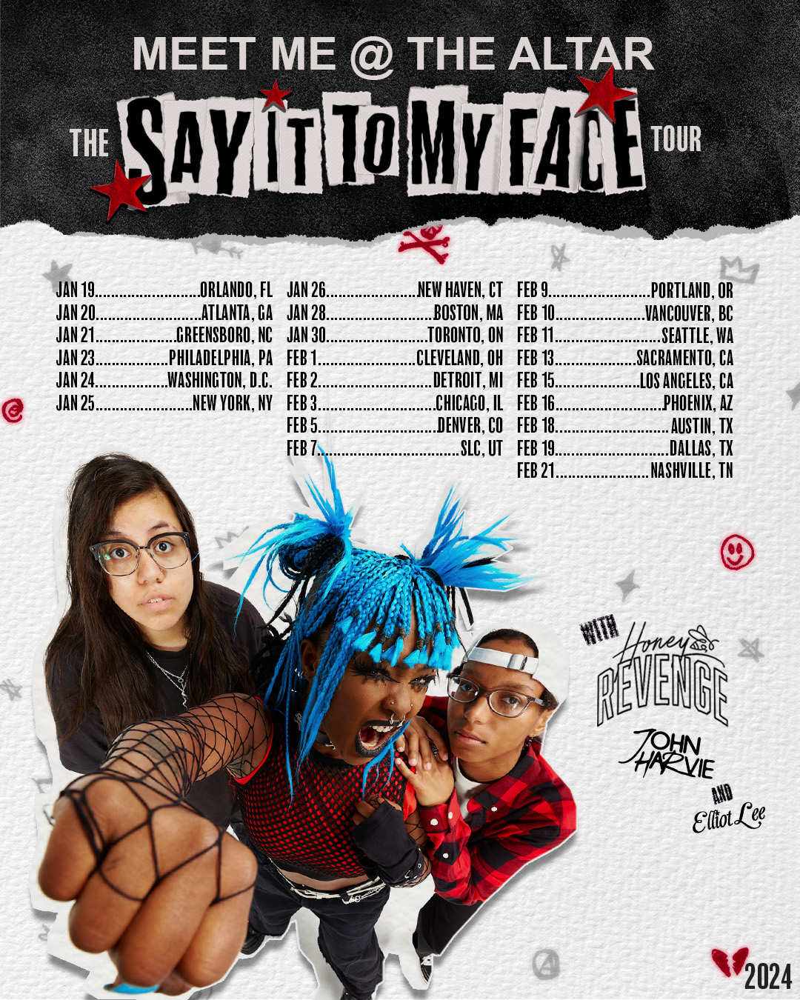 MEET ME @ THE ALTAR
THE SAY IT TO MY FACE TOUR
JAN 19..........................ORLANDO, FL
JAN 20..........................ATLANTA, GA
JAN 21....................GREENSBORO, NC
JAN 23..................PHILADELPHIA, PA
JAN 24..................WASHINGTON, D.C.
JAN 25........................NEW YORK, NY
JAN 26.......................NEW HAVEN, CT
JAN 28...........................BOSTON, MA
JAN 30.........................TORONTO, ON
FEB 1........................CLEVELAND, OH
FEB 2............................DETROIT, MI
FEB 3.............................CHICAGO, IL
FEB 5.............................DENVER, CO
FEB 7...................................SLC, UT
FEB 9.........................PORTLAND, OR
FEB 10......................VANCOUVER, BC
FEB 11..........................SEATTLE, WA
FEB 13....................SACRAMENTO, CA
FEB 15.....................LOS ANGELES, CA
FEB 16...........................PHOENIX, AZ
FEB 18............................AUSTIN, TX
FEB 19............................DALLAS, TX
FEB 21.......................NASHVILLE, TN
WITH
Honey
REVENGE
JOHN
HARVIE
AND
Elliot Lee
2024